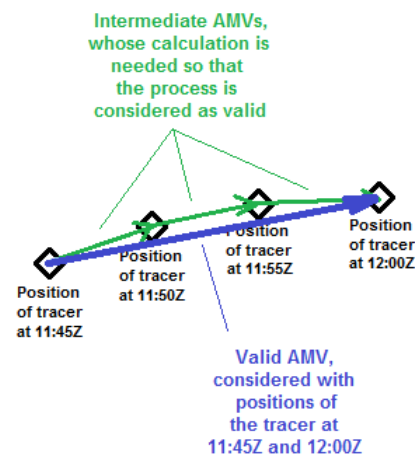 Intermediate AMVs,
whose calculation is
needed so that
the process is
considered as valid
Position
of tracer
at 11:45Z
Position
of tracer
at 11:50Z
Position
of tracer
at 11:55Z
Position
of tracer
at 12:00Z
Valid AMV,
considered with
positions of
the tracer at
11:45Z and 12:00Z